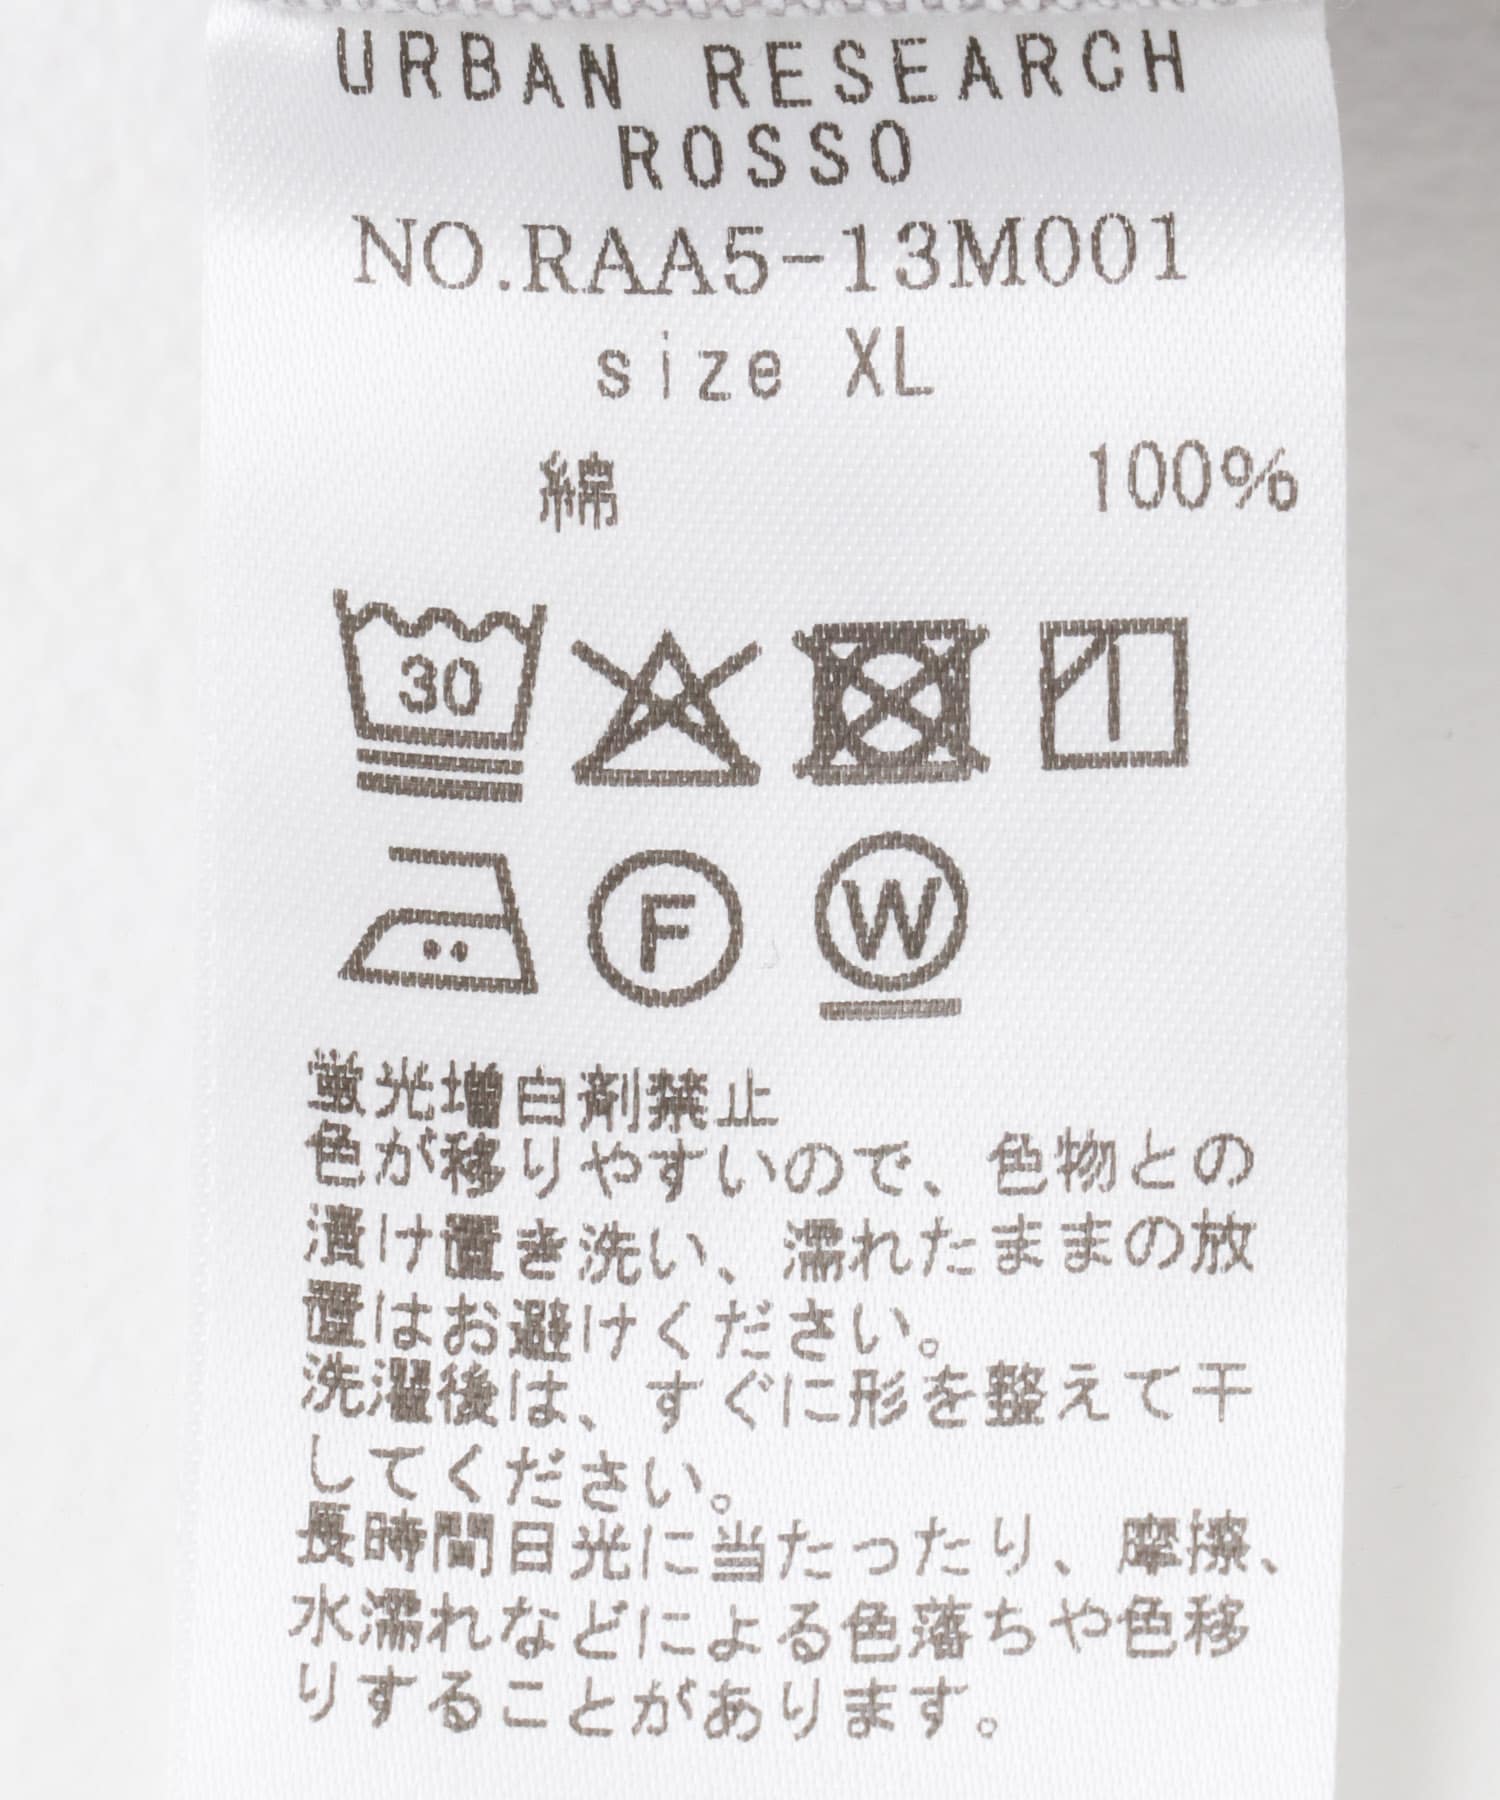 URBAN RESEARCH
ROSSO
NO.RAA5-13M001
size XL
綿 100%
30
F
W
蛍光増白剤禁止
色が移りやすいので、色物との
漬け置き洗い、濡れたままの放
置はお避けください。
洗濯後は、すぐに形を整えて干
してください。
長時間日光に当たったり、摩擦、
水濡れなどによる色落ちや色移
りすることがあります。